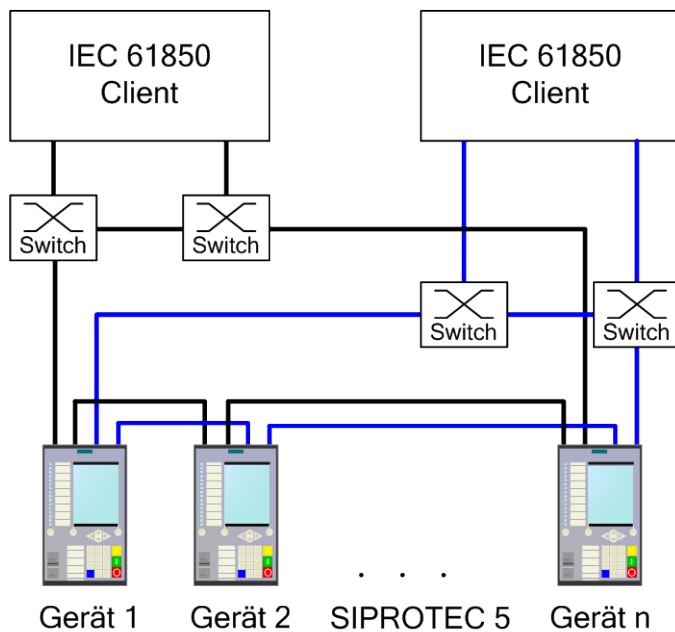 IEC 61850
Client
IEC 61850
Client
Switch
Switch
Switch
Switch
Gerät 1
Gerät 2
. . .
SIPROTEC 5
Gerät n